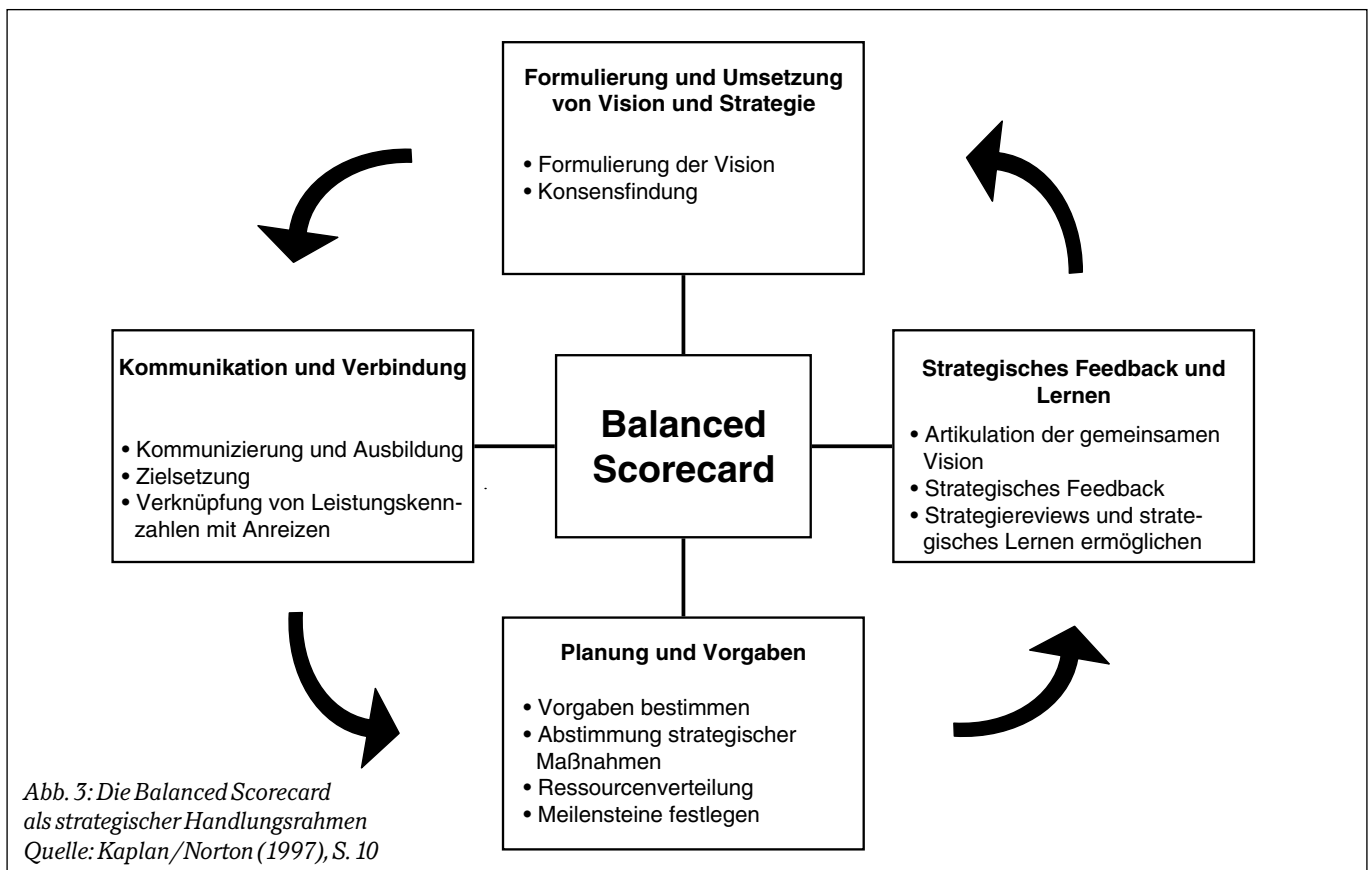 Formulierung und Umsetzung
von Vision und Strategie
• Formulierung der Vision
• Konsensfindung
Kommunikation und Verbindung
• Kommunizierung und Ausbildung
• Zielsetzung
• Verknüpfung von Leistungskenn-
zahlen mit Anreizen
Balanced
Scorecard
Strategisches Feedback und
Lernen
• Artikulation der gemeinsamen
Vision
• Strategisches Feedback
• Strategiereviews und strate-
gisches Lernen ermöglichen
Planung und Vorgaben
• Vorgaben bestimmen
• Abstimmung strategischer
Maßnahmen
• Ressourcenverteilung
• Meilensteine festlegen
Abb. 3: Die Balanced Scorecard
als strategischer Handlungsrahmen
Quelle: Kaplan/Norton (1997), S. 10